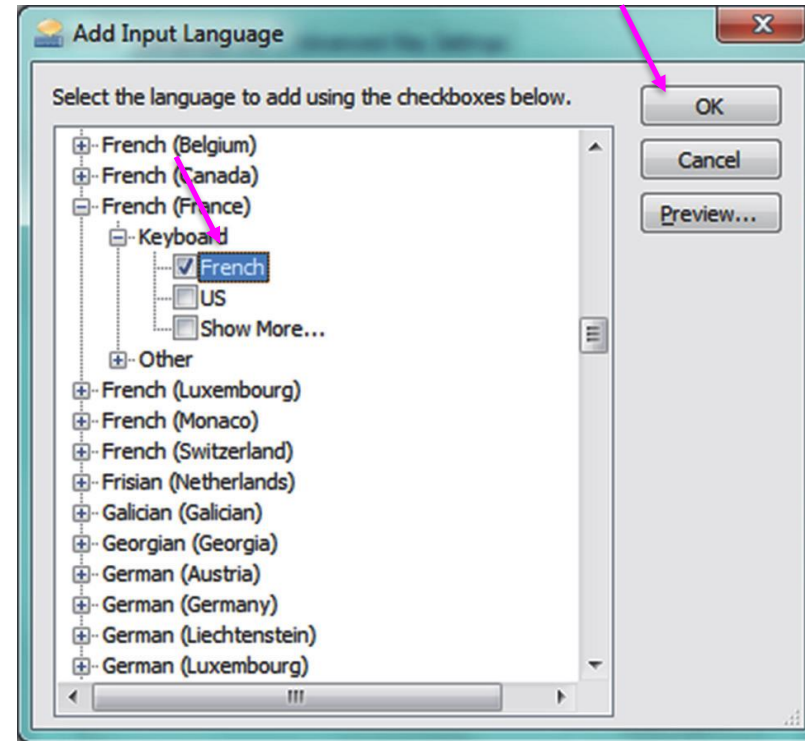 Add Input Language
Select the language to add using the checkboxes below.
French (Belgium)
French (Canada)
French (France)
Keyboard
French
US
Show More...
Other
French (Luxembourg)
French (Monaco)
French (Switzerland)
Frisian (Netherlands)
Galician (Galician)
Georgian (Georgia)
German (Austria)
German (Germany)
German (Liechtenstein)
German (Luxembourg)
OK
Cancel
Preview...